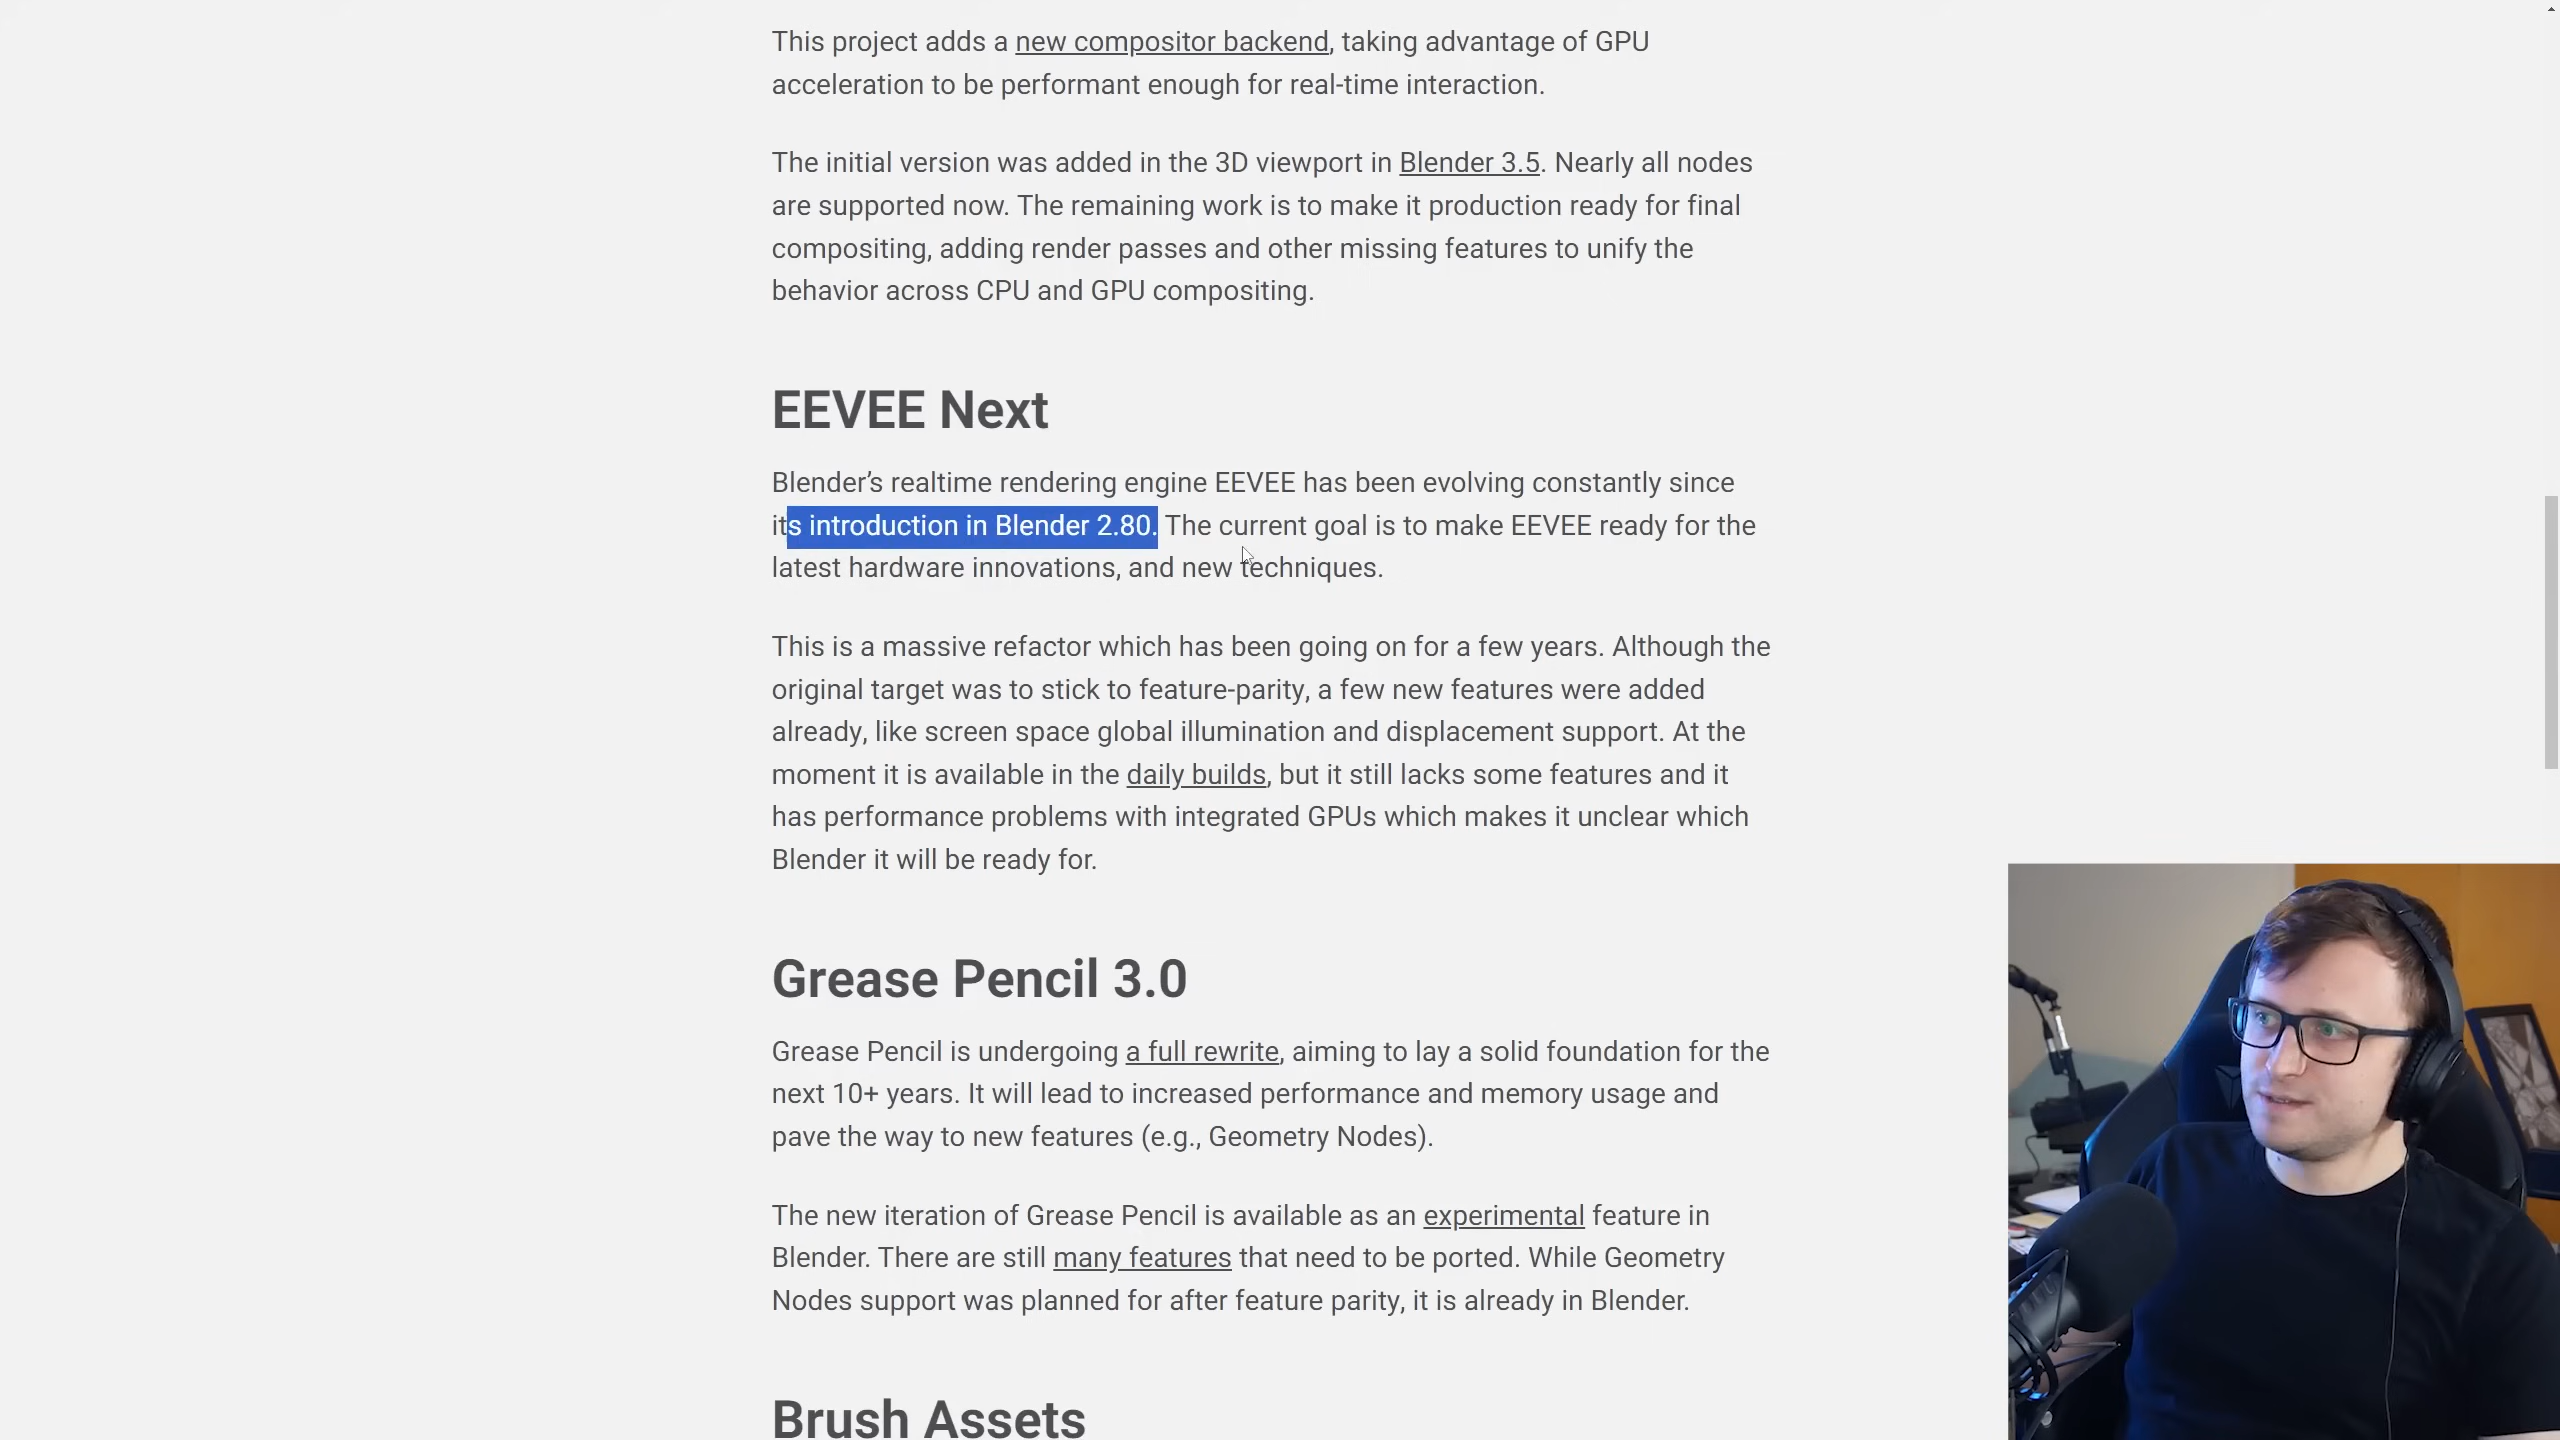 This project adds a new compositor backend, taking advantage of GPU
acceleration to be performant enough for real-time interaction.
The initial version was added in the 3D viewport in Blender 3.5. Nearly all nodes
are supported now. The remaining work is to make it production ready for final
compositing, adding render passes and other missing features to unify the
behavior across CPU and GPU compositing.
EEVEE Next
Blender’s realtime rendering engine EEVEE has been evolving constantly since
its introduction in Blender 2.80. The current goal is to make EEVEE ready for the
latest hardware innovations, and new techniques.
This is a massive refactor which has been going on for a few years. Although the
original target was to stick to feature-parity, a few new features were added
already, like screen space global illumination and displacement support. At the
moment it is available in the daily builds, but it still lacks some features and it
has performance problems with integrated GPUs which makes it unclear which
Blender it will be ready for.
Grease Pencil 3.0
Grease Pencil is undergoing a full rewrite, aiming to lay a solid foundation for the
next 10+ years. It will lead to increased performance and memory usage and
pave the way to new features (e.g., Geometry Nodes).
The new iteration of Grease Pencil is available as an experimental feature in
Blender. There are still many features that need to be ported. While Geometry
Nodes support was planned for after feature parity, it is already in Blender.
Brush Assets